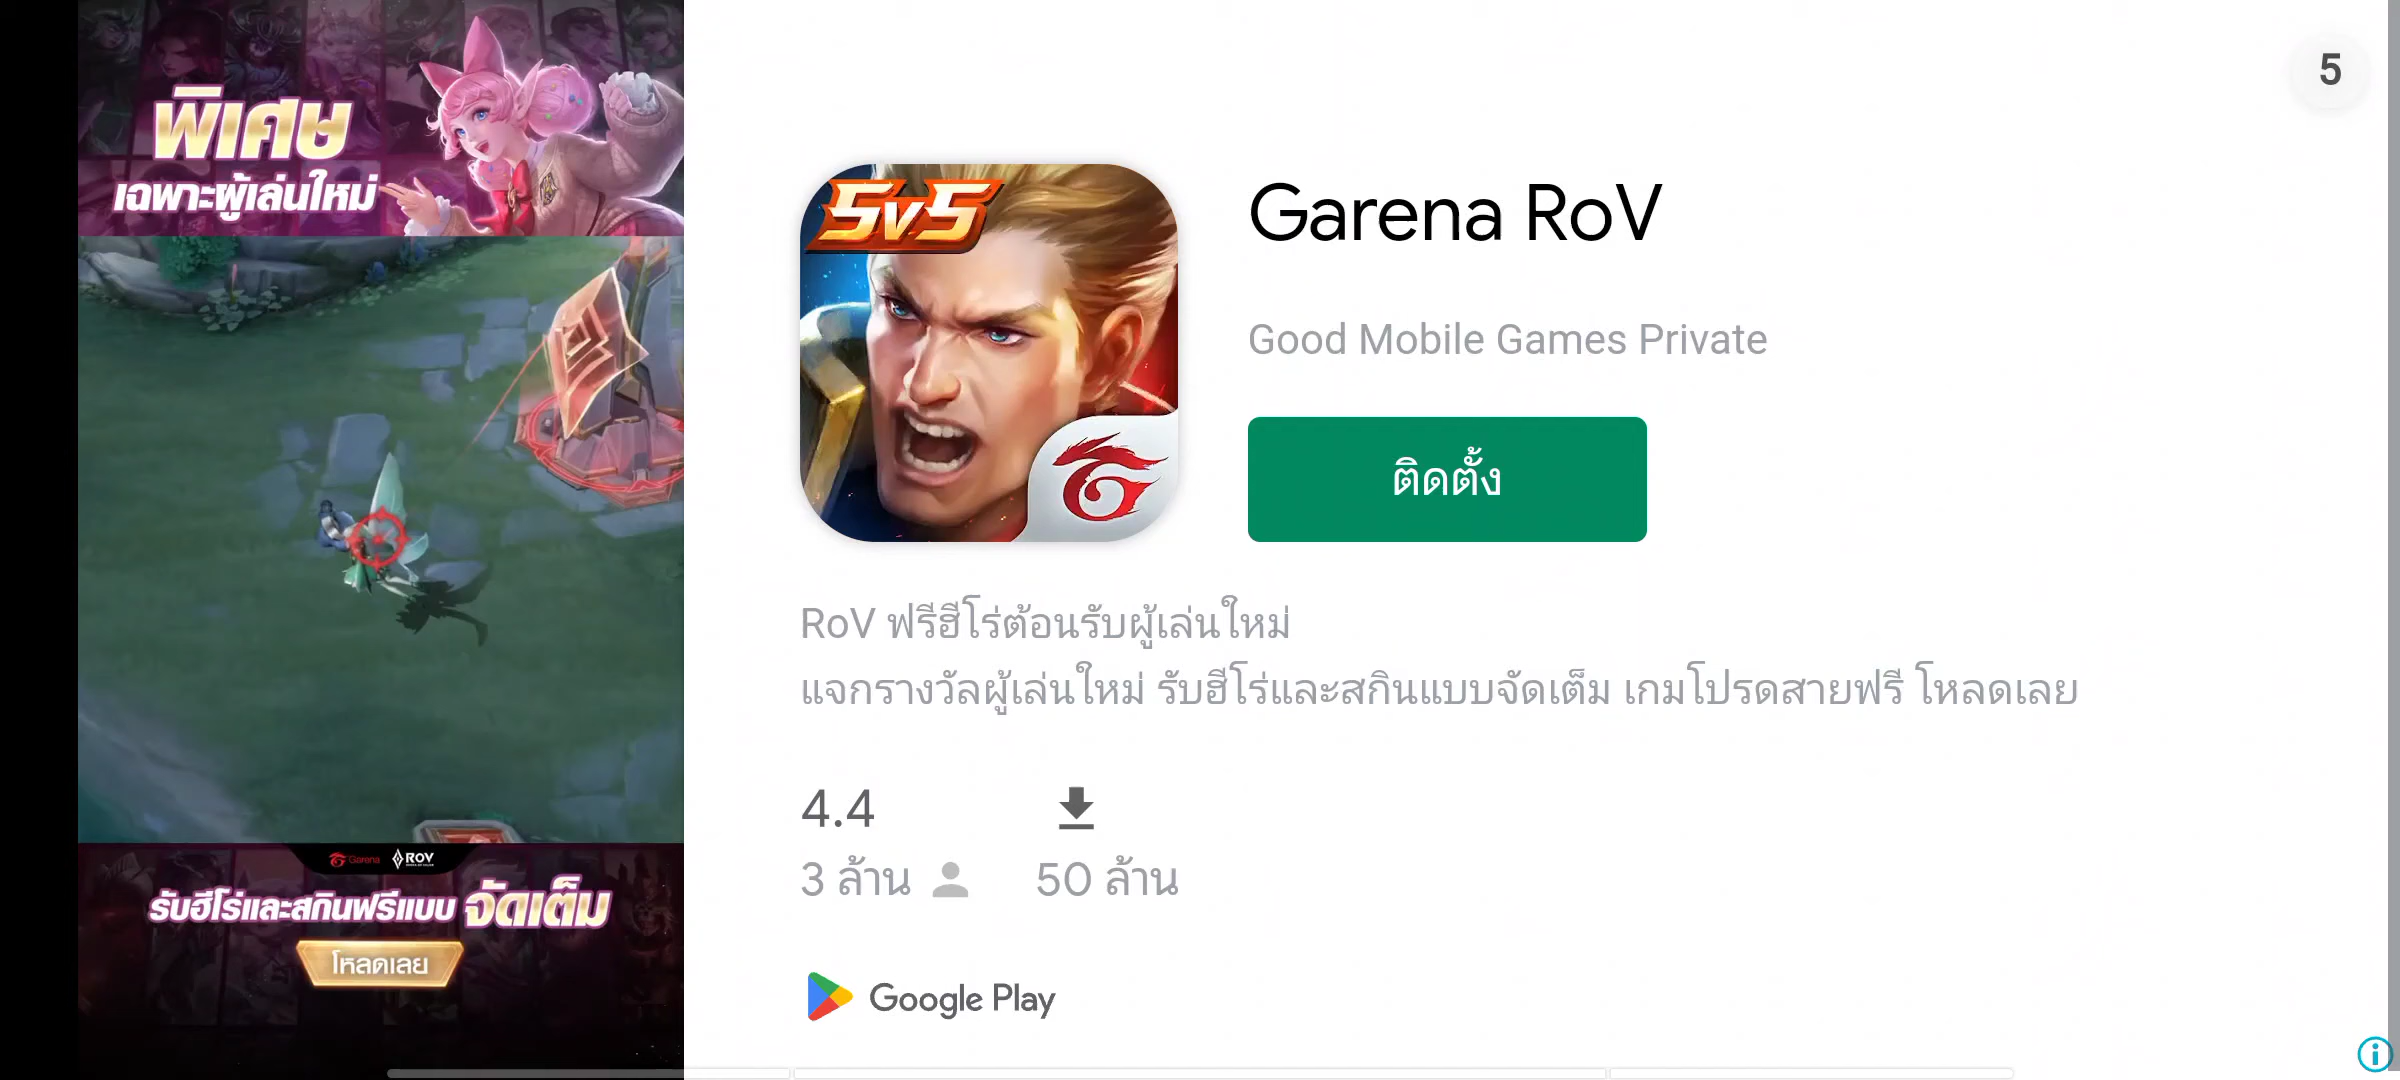 พิเศษ
เฉพาะผู้เล่นใหม่
Garena ROV
รับฮีโร่และสกินฟรีแบบ จัดเต็ม
โหลดเลย
5
5v5
Garena RoV
Good Mobile Games Private
ติดตั้ง
RoV ฟรีฮีโร่ต้อนรับผู้เล่นใหม่
แจกรางวัลผู้เล่นใหม่ รับฮีโร่และสกินแบบจัดเต็ม เกมโปรดสายฟรี โหลดเลย
4.4
3 ล้าน 50 ล้าน
Google Play